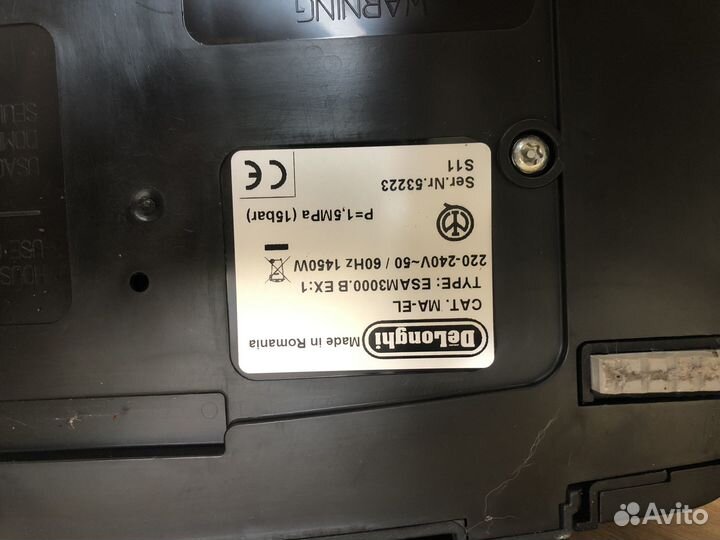 DeLonghi Made in Romania
CAT. MA-EL
TYPE: ESAM3000.B EX:1
220-240V~50 / 60Hz 1450W
P=1,5MPa (15bar)
Ser.Nr.53223
S11
CE
WARNING
Avito